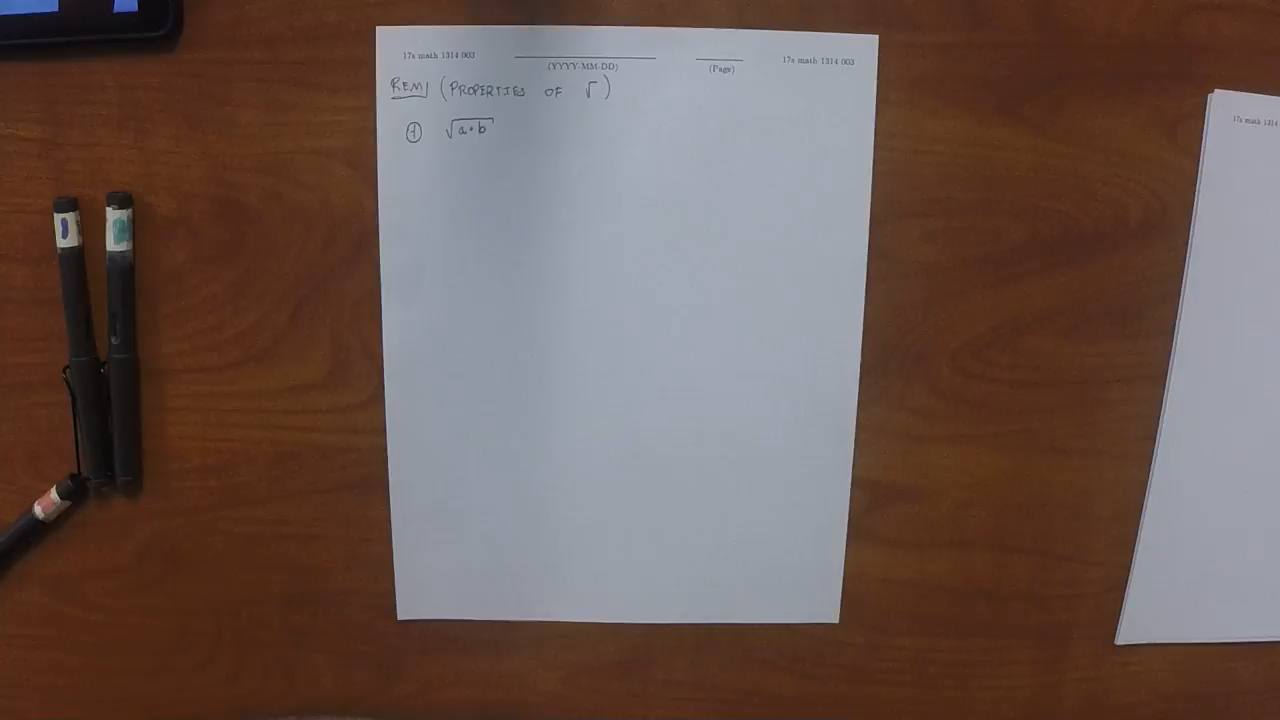 17s math 1314 003 (YYYY-MM-DD) (Page) 17s math 1314 003
REM (PROPERTIES OF √ )
① √a·b
17s math 1314